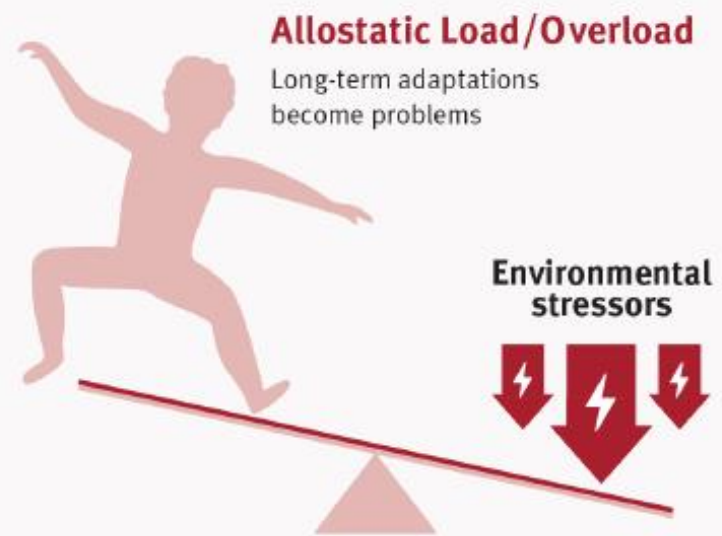 Allostatic Load/Overload
Long-term adaptations
become problems
Environmental
stressors